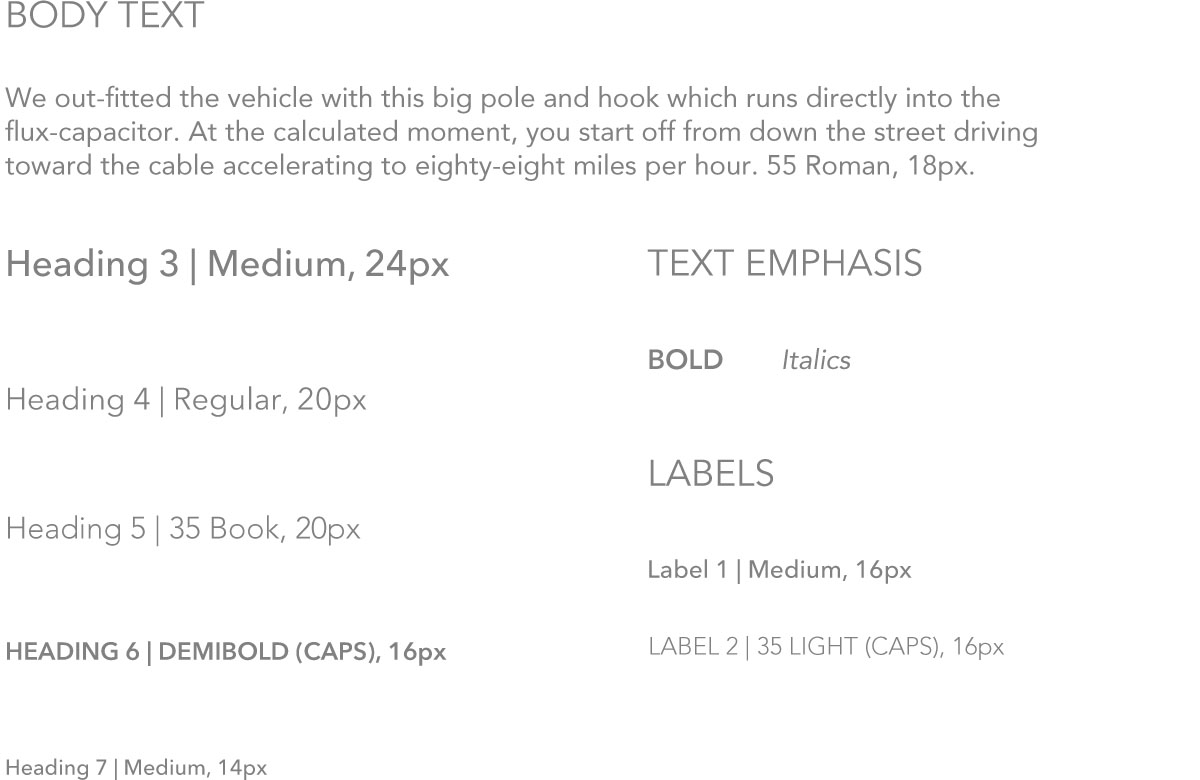 BODY TEXT
We out-fitted the vehicle with this big pole and hook which runs directly into the
flux-capacitor. At the calculated moment, you start off from down the street driving
toward the cable accelerating to eighty-eight miles per hour. 55 Roman, 18px.
Heading 3 | Medium, 24px
Heading 4 | Regular, 20px
Heading 5 | 35 Book, 20px
HEADING 6 | DEMIBOLD (CAPS), 16px
Heading 7 | Medium, 14px
TEXT EMPHASIS
BOLD Italics
LABELS
Label 1 | Medium, 16px
LABEL 2 | 35 LIGHT (CAPS), 16px